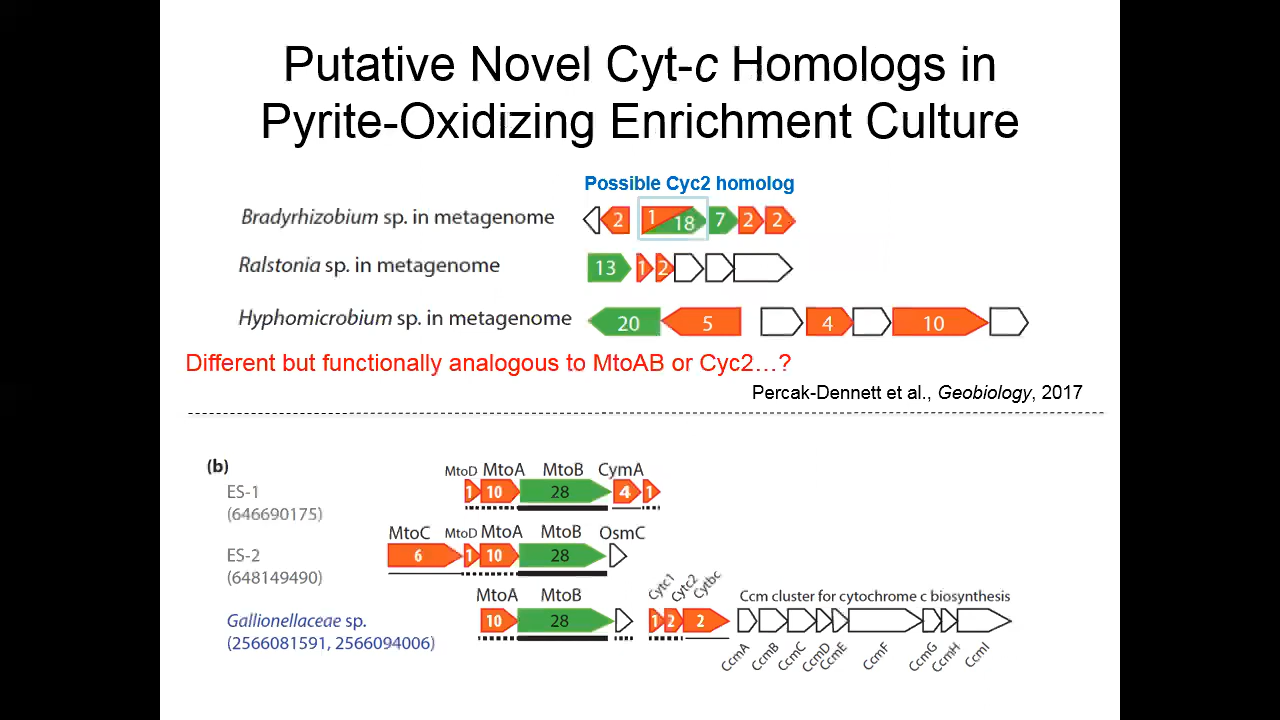 Putative Novel Cyt-c Homologs in
Pyrite-Oxidizing Enrichment Culture
Possible Cyc2 homolog
Bradyrhizobium sp. in metagenome
2 1 18 7 2 2
Ralstonia sp. in metagenome
13 1 2
Hyphomicrobium sp. in metagenome
20 5 4 10
Different but functionally analogous to MtoAB or Cyc2…?
Percak-Dennett et al., Geobiology, 2017
(b)
MtoD MtoA MtoB CymA
ES-1
1 10 28 4 1
(646690175)
MtoC MtoD MtoA MtoB OsmC
ES-2
6 1 10 28
(648149490)
MtoA MtoB Cytc1 Cytc2 Cytbc Ccm cluster for cytochrome c biosynthesis
Gallionellaceae sp.
10 28 1 2 2
(2566081591, 2566094006)
CcmA CcmB CcmC CcmD CcmE CcmF CcmG CcmH CcmI